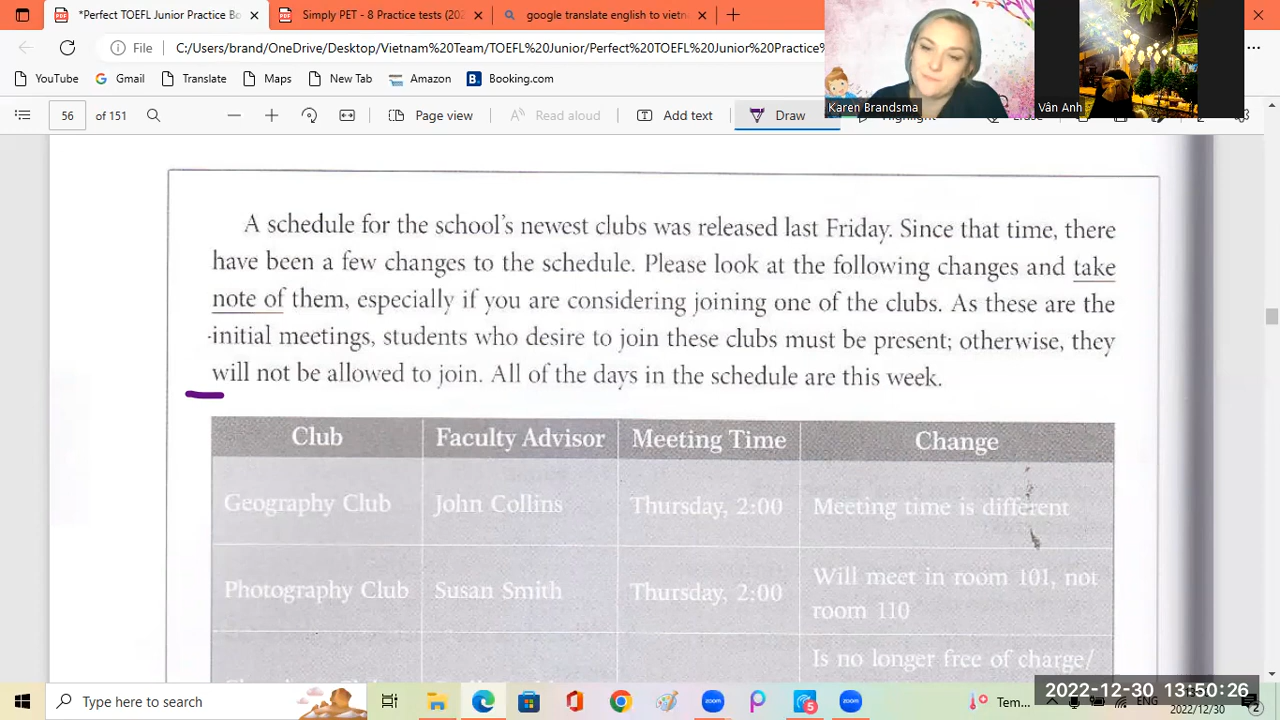 *Perfect TOEFL Junior Practice Bo
Simply PET - 8 Practice tests (202
google translate english to vietn
File
C:/Users/brand/OneDrive/Desktop/Vietnam%20Team/TOEFL%20Junior/Perfect%20TOEFL%20Junior%20Practice%
YouTube Gmail Translate Maps New Tab Amazon Booking.com
Karen Brandsma
Vân Anh
56 of 151 Page view Read aloud Add text Draw
A schedule for the school's newest clubs was released last Friday. Since that time, there
have been a few changes to the schedule. Please look at the following changes and take
note of them, especially if you are considering joining one of the clubs. As these are the
initial meetings, students who desire to join these clubs must be present; otherwise, they
will not be allowed to join. All of the days in the schedule are this week.
Club Faculty Advisor Meeting Time Change
Geography Club John Collins Thursday, 2:00 Meeting time is different
Photography Club Susan Smith Thursday, 2:00 Will meet in room 101, not
room 110
Is no longer free of charge/
Type here to search
Tem...
ENG
2022-12-30 13:50:26
2022/12/30